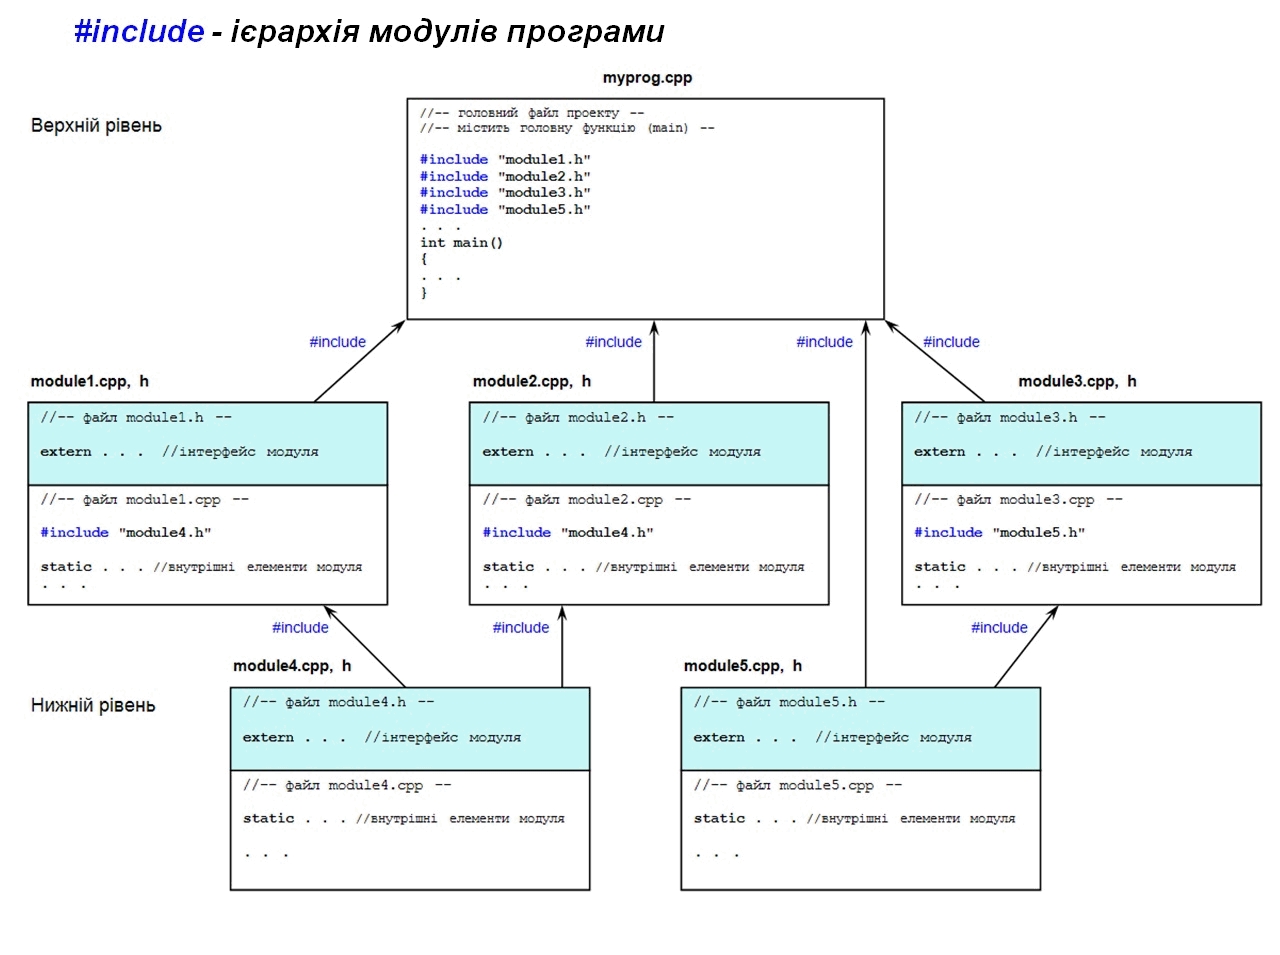 #include - ієрархія модулів програми
myprog.cpp
Верхній рівень
//-- головний файл проекту --
//-- містить головну функцію (main) --
#include "module1.h"
#include "module2.h"
#include "module3.h"
#include "module5.h"
. . .
int main()
{
. . .
}
#include
#include
#include
#include
module1.cpp, h
//-- файл module1.h --
extern . . . //інтерфейс модуля
//-- файл module1.cpp --
#include "module4.h"
static . . . //внутрішні елементи модуля
. . .
module2.cpp, h
//-- файл module2.h --
extern . . . //інтерфейс модуля
//-- файл module2.cpp --
#include "module4.h"
static . . . //внутрішні елементи модуля
. . .
module3.cpp, h
//-- файл module3.h --
extern . . . //інтерфейс модуля
//-- файл module3.cpp --
#include "module5.h"
static . . . //внутрішні елементи модуля
. . .
#include
#include
#include
Нижній рівень
module4.cpp, h
//-- файл module4.h --
extern . . . //інтерфейс модуля
//-- файл module4.cpp --
static . . . //внутрішні елементи модуля
. . .
module5.cpp, h
//-- файл module5.h --
extern . . . //інтерфейс модуля
//-- файл module5.cpp --
static . . . //внутрішні елементи модуля
. . .